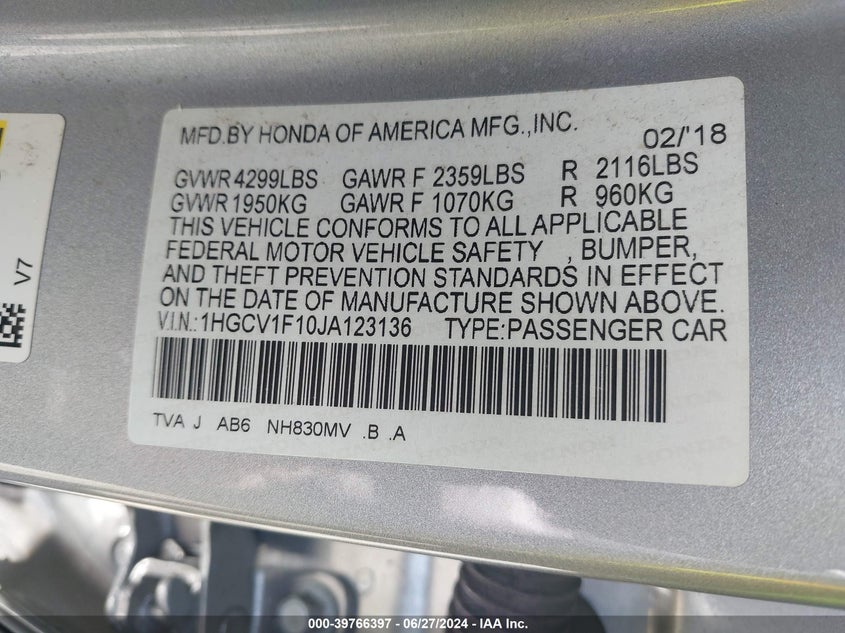 MFD.BY HONDA OF AMERICA MFG.,INC. 02/'18
GVWR 4299LBS GAWR F 2359LBS R 2116LBS
GVWR 1950KG GAWR F 1070KG R 960KG
THIS VEHICLE CONFORMS TO ALL APPLICABLE
FEDERAL MOTOR VEHICLE SAFETY , BUMPER,
AND THEFT PREVENTION STANDARDS IN EFFECT
ON THE DATE OF MANUFACTURE SHOWN ABOVE.
V.I.N.:1HGCV1F10JA123136 TYPE:PASSENGER CAR
TVA J AB6 NH830MV .B .A
V7
000-39766397 - 06/27/2024 - IAA Inc.